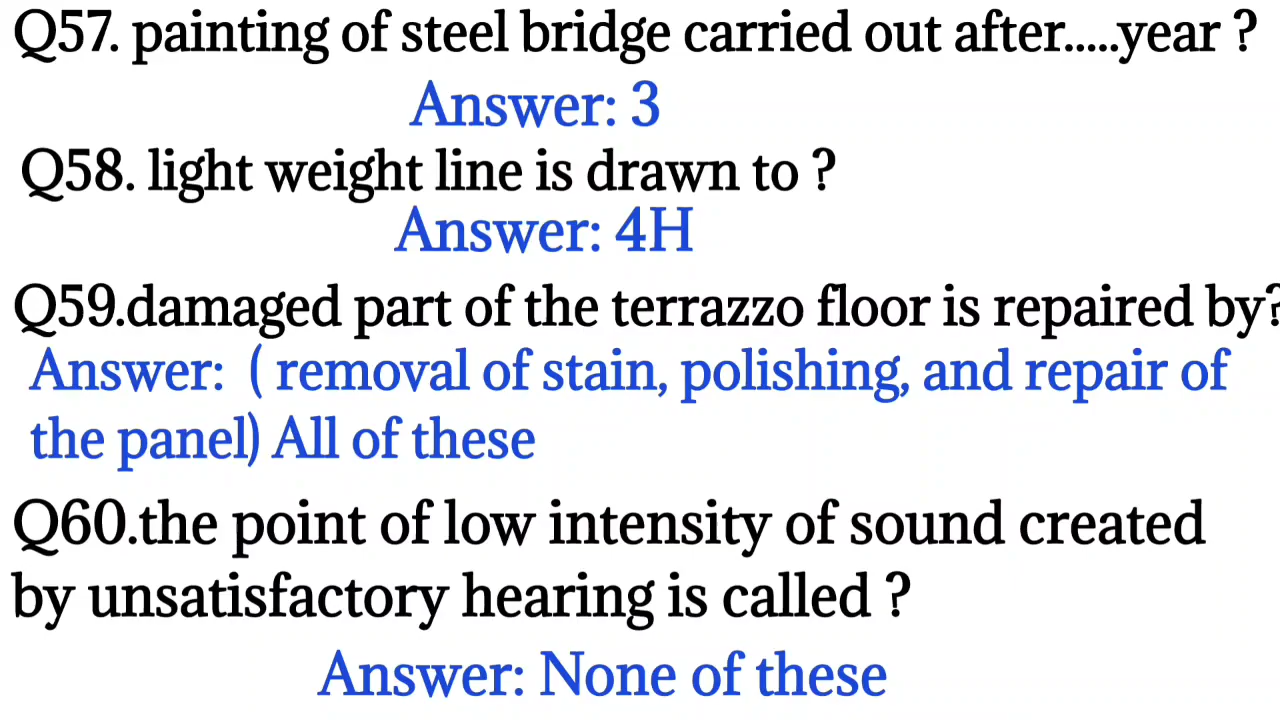 Q57. painting of steel bridge carried out after.....year ?
Answer: 3
Q58. light weight line is drawn to ?
Answer: 4H
Q59.damaged part of the terrazzo floor is repaired by?
Answer: ( removal of stain, polishing, and repair of
the panel) All of these
Q60.the point of low intensity of sound created
by unsatisfactory hearing is called ?
Answer: None of these